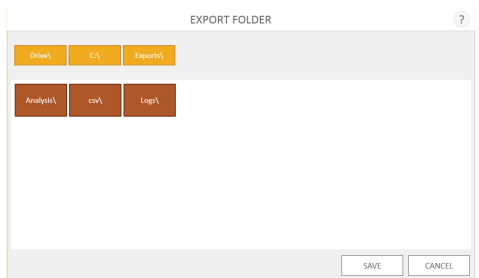 EXPORT FOLDER ?
Drive\ C:\ Exports\
Analysis\ csv\ Logs\
SAVE CANCEL